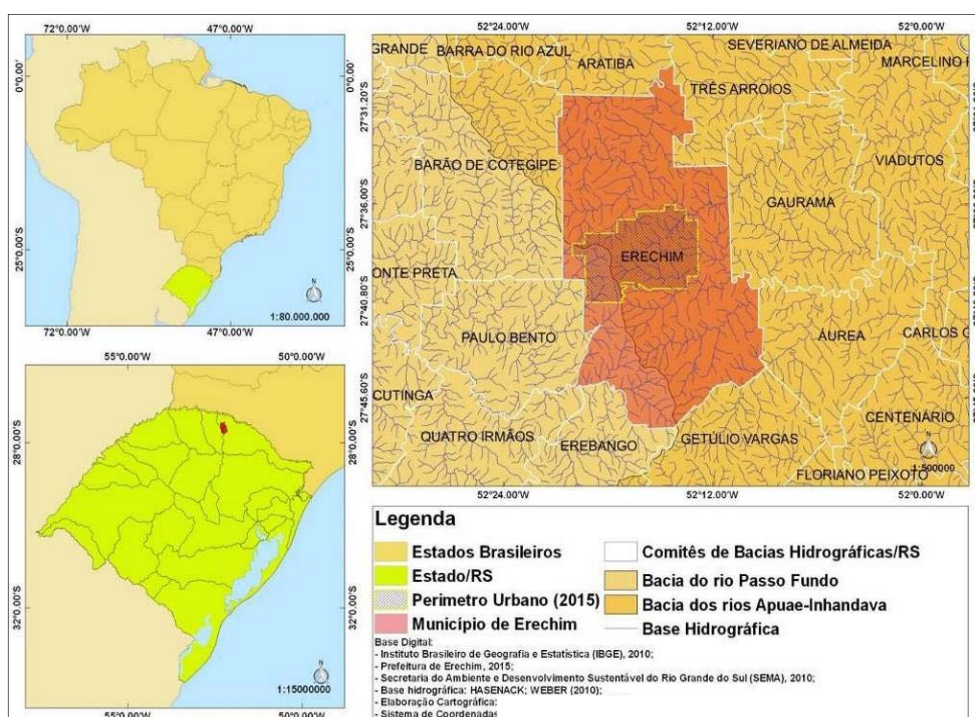 72°0.00'W
47°0.00'W
0°0.00'
0°0.00'
25°0.00'S
25°0.00'S
N
1:80.000.000
72°0.00'W
47°0.00'W
55°0.00'W
50°0.00'W
28°0.00'S
28°0.00'S
32°0.00'S
32°0.00'S
N
1:15000000
55°0.00'W
50°0.00'W
52°24.00'W
52°12.00'W
52°0.00'W
GRANDE
BARRA DO RIO AZUL
SEVERIANO DE ALMEIDA
ARATIBA
MARCELINO
TRÊS ARROIOS
27°31.20'S
BARÃO DE COTEGIPE
VIADUTOS
27°36.00'S
GAURAMA
ERECHIM
ONTE PRETA
27°40.80'S
PAULO BENTO
ÁUREA
CARLOS
27°45.60'S
CUTINGA
CENTENÁRIO
QUATRO IRMÃOS
EREBANGO
GETÚLIO VARGAS
N
1:500000
FLORIANO PEIXOTO
52°24.00'W
52°12.00'W
52°0.00'W
Legenda
Estados Brasileiros
Estado/RS
Perimetro Urbano (2015)
Município de Erechim
Comitês de Bacias Hidrográficas/RS
Bacia do rio Passo Fundo
Bacia dos rios Apuae-Inhandava
Base Hidrográfica
Base Digital:
- Instituto Brasileiro de Geografia e Estatística (IBGE), 2010;
- Prefeitura de Erechim, 2015;
- Secretaria do Ambiente e Desenvolvimento Sustentável do Rio Grande do Sul (SEMA), 2010;
- Base hidrográfica: HASENACK; WEBER (2010);
- Elaboração Cartográfica:
- Sistema de Coordenadas